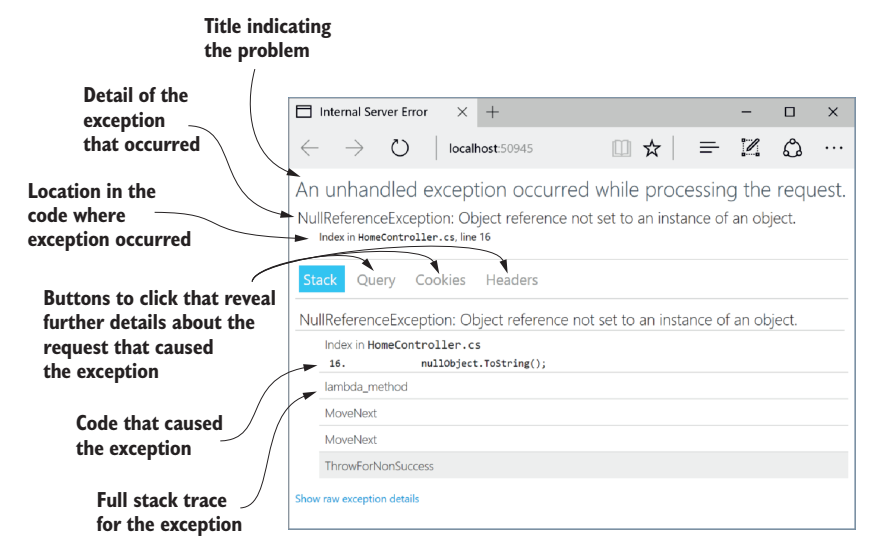 Title indicating
the problem
Detail of the
exception
that occurred
Location in the
code where
exception occurred
Buttons to click that reveal
further details about the
request that caused
the exception
Code that caused
the exception
Full stack trace
for the exception
Internal Server Error
localhost:50945
An unhandled exception occurred while processing the request.
NullReferenceException: Object reference not set to an instance of an object.
Index in HomeController.cs, line 16
Stack Query Cookies Headers
NullReferenceException: Object reference not set to an instance of an object.
Index in HomeController.cs
16. nullObject.ToString();
lambda_method
MoveNext
MoveNext
ThrowForNonSuccess
Show raw exception details